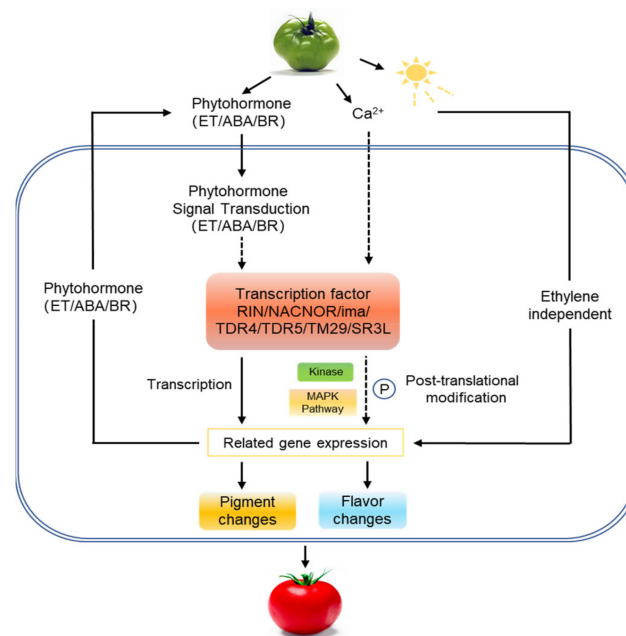 Phytohormone
(ET/ABA/BR)
Ca²⁺
Phytohormone
Signal Transduction
(ET/ABA/BR)
Phytohormone
(ET/ABA/BR)
Transcription factor
RIN/NACNOR/ima/
TDR4/TDR5/TM29/SR3L
Ethylene
independent
Transcription
Kinase
MAPK
Pathway
P
Post-translational
modification
Related gene expression
Pigment
changes
Flavor
changes